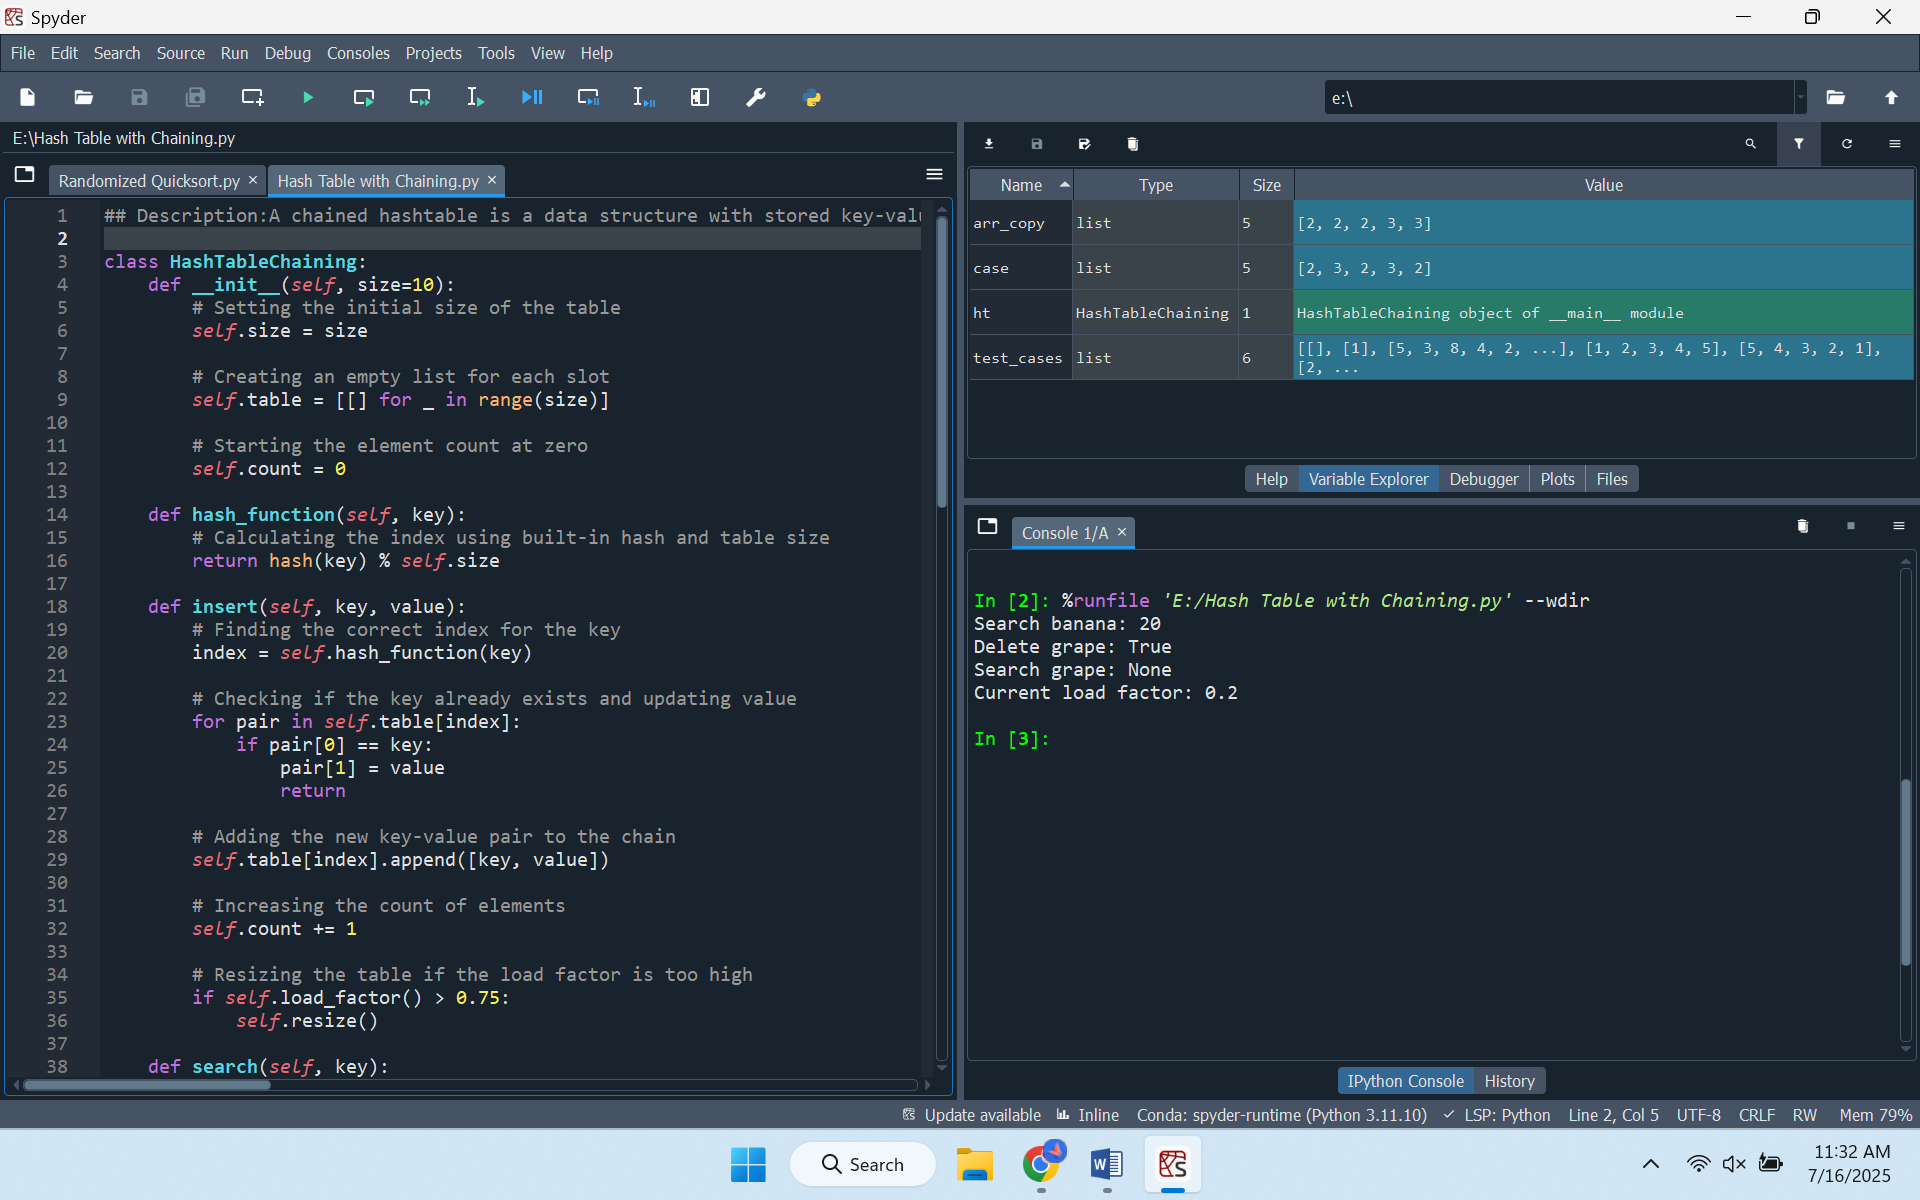 Spyder
File Edit Search Source Run Debug Consoles Projects Tools View Help
e:\
E:\Hash Table with Chaining.py
Randomized Quicksort.py
Hash Table with Chaining.py
1 ## Description:A chained hashtable is a data structure with stored key-valu
2
3 class HashTableChaining:
4     def __init__(self, size=10):
5         # Setting the initial size of the table
6         self.size = size
7
8         # Creating an empty list for each slot
9         self.table = [[] for _ in range(size)]
10
11         # Starting the element count at zero
12         self.count = 0
13
14     def hash_function(self, key):
15         # Calculating the index using built-in hash and table size
16         return hash(key) % self.size
17
18     def insert(self, key, value):
19         # Finding the correct index for the key
20         index = self.hash_function(key)
21
22         # Checking if the key already exists and updating value
23         for pair in self.table[index]:
24             if pair[0] == key:
25                 pair[1] = value
26                 return
27
28         # Adding the new key-value pair to the chain
29         self.table[index].append([key, value])
30
31         # Increasing the count of elements
32         self.count += 1
33
34         # Resizing the table if the load factor is too high
35         if self.load_factor() > 0.75:
36             self.resize()
37
38     def search(self, key):
Name Type Size Value
arr_copy list 5 [2, 2, 2, 3, 3]
case list 5 [2, 3, 2, 3, 2]
ht HashTableChaining 1 HashTableChaining object of __main__ module
test_cases list 6 [[], [1], [5, 3, 8, 4, 2, ...], [1, 2, 3, 4, 5], [5, 4, 3, 2, 1],
[2, ...
Help Variable Explorer Debugger Plots Files
Console 1/A
In [2]: %runfile 'E:/Hash Table with Chaining.py' --wdir
Search banana: 20
Delete grape: True
Search grape: None
Current load factor: 0.2
In [3]:
IPython Console History
Update available Inline Conda: spyder-runtime (Python 3.11.10) LSP: Python Line 2, Col 5 UTF-8 CRLF RW Mem 79%
Search
11:32 AM
7/16/2025